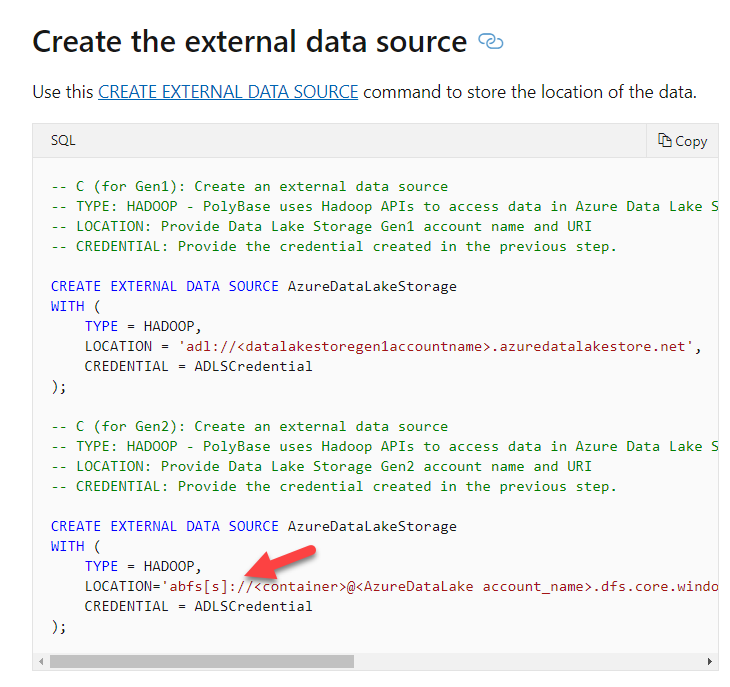 Create the external data source
Use this CREATE EXTERNAL DATA SOURCE command to store the location of the data.
SQL
Copy
-- C (for Gen1): Create an external data source
-- TYPE: HADOOP - PolyBase uses Hadoop APIs to access data in Azure Data Lake S
-- LOCATION: Provide Data Lake Storage Gen1 account name and URI
-- CREDENTIAL: Provide the credential created in the previous step.
CREATE EXTERNAL DATA SOURCE AzureDataLakeStorage
WITH (
TYPE = HADOOP,
LOCATION = 'adl://<datalakestoregen1accountname>.azuredatalakestore.net',
CREDENTIAL = ADLSCredential
);
-- C (for Gen2): Create an external data source
-- TYPE: HADOOP - PolyBase uses Hadoop APIs to access data in Azure Data Lake S
-- LOCATION: Provide Data Lake Storage Gen2 account name and URI
-- CREDENTIAL: Provide the credential created in the previous step.
CREATE EXTERNAL DATA SOURCE AzureDataLakeStorage
WITH (
TYPE = HADOOP,
LOCATION='abfs[s]://<container>@<AzureDataLake account_name>.dfs.core.windo
CREDENTIAL = ADLSCredential
);